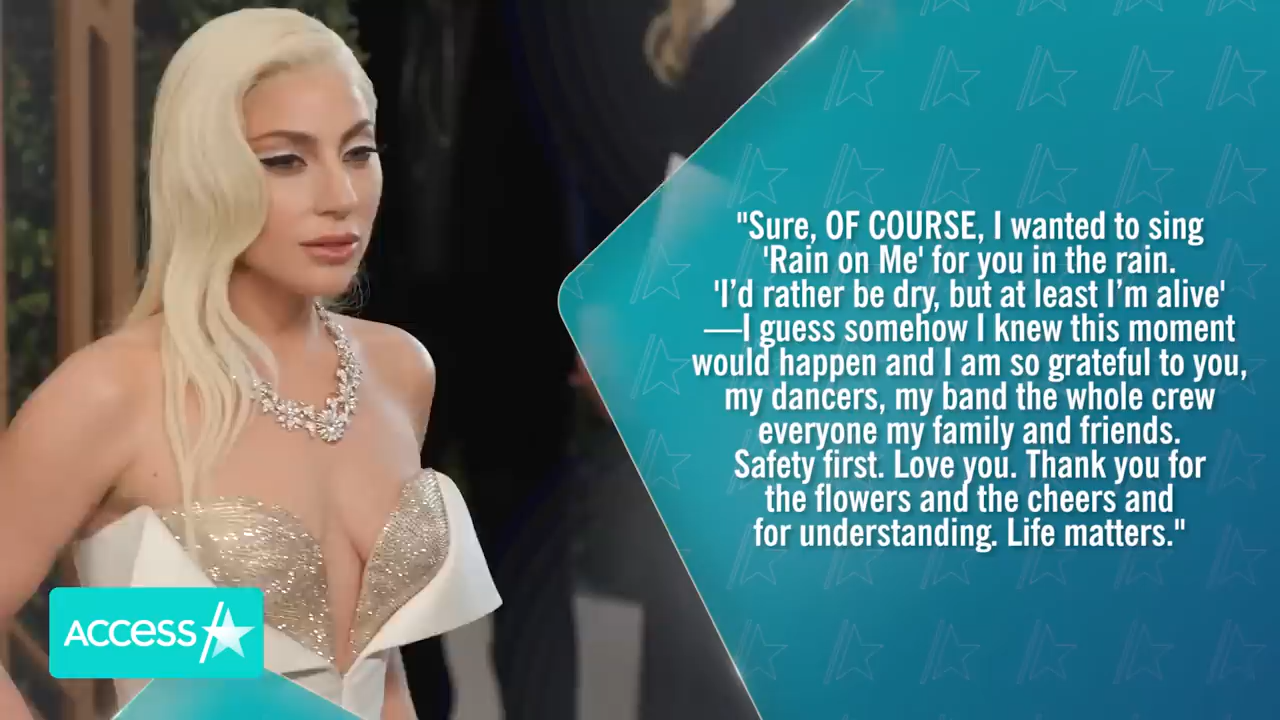 "Sure, OF COURSE, I wanted to sing
'Rain on Me' for you in the rain.
'I’d rather be dry, but at least I’m alive'
—I guess somehow I knew this moment
would happen and I am so grateful to you,
my dancers, my band the whole crew
everyone my family and friends.
Safety first. Love you. Thank you for
the flowers and the cheers and
for understanding. Life matters."
ACCESS